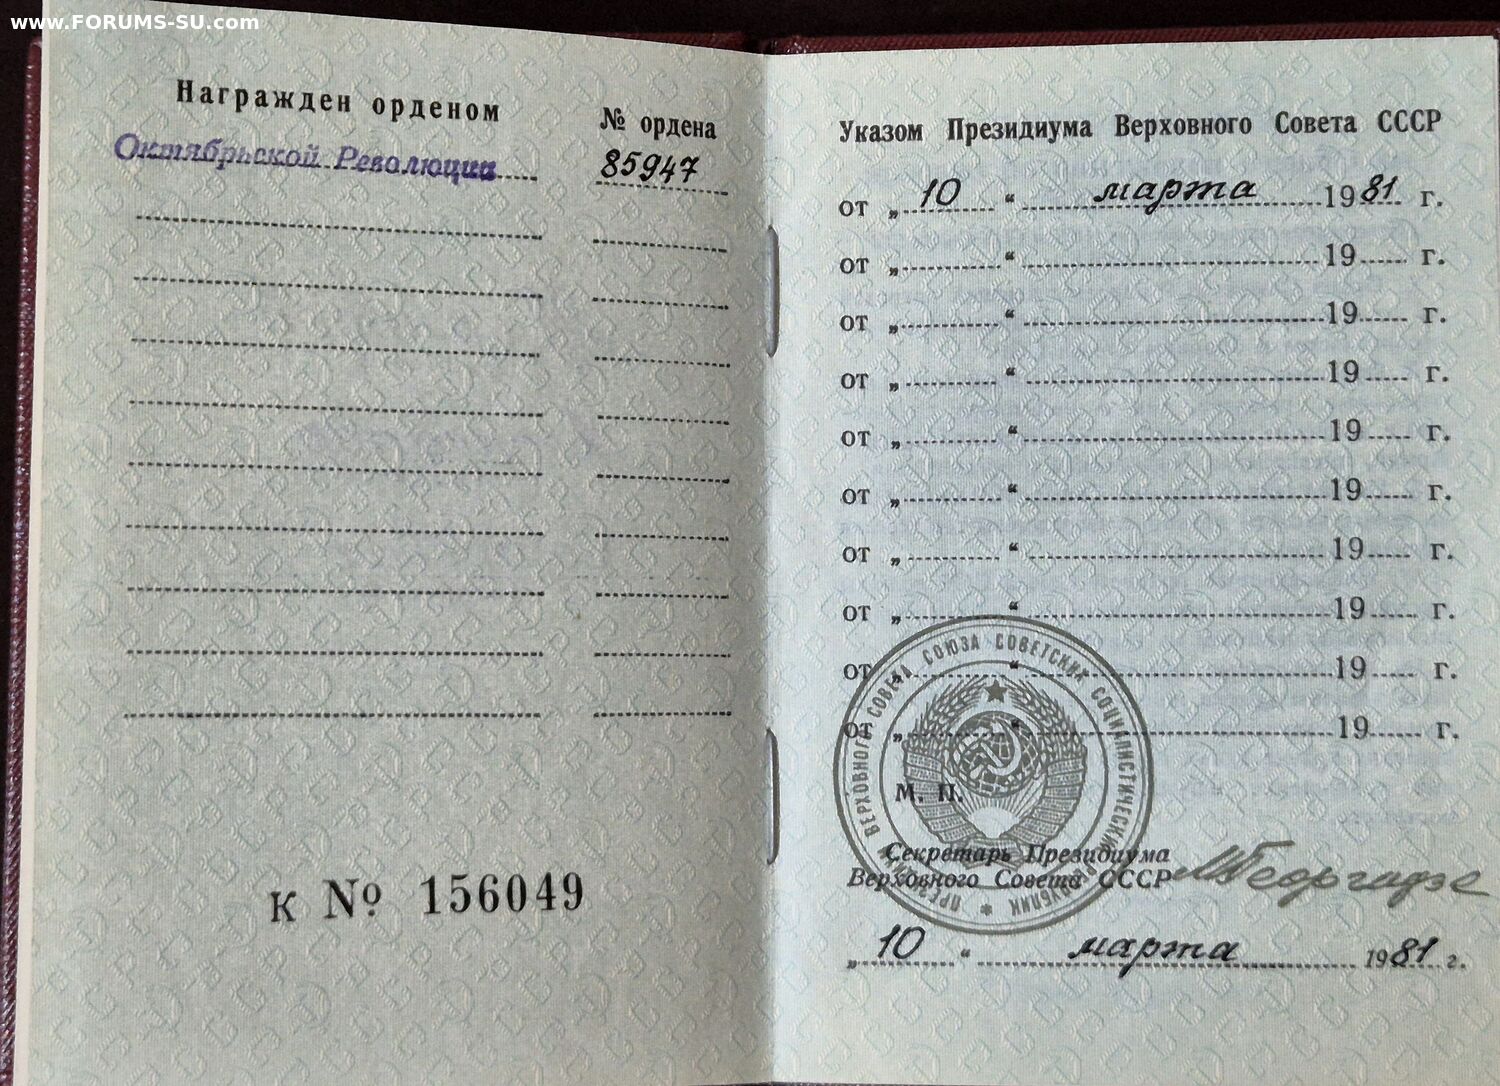 www.FORUMS-SU.com
Награжден орденом
№ ордена
Октябрьской Революции
85947
к № 156049
Указом Президиума Верховного Совета СССР
от „ 10 “ марта 1981 г.
от „ “ 19 г.
от „ “ 19 г.
от „ “ 19 г.
от „ “ 19 г.
от „ “ 19 г.
от „ “ 19 г.
от „ “ 19 г.
от „ “ 19 г.
от „ “ 19 г.
ПРЕЗИДИУМ ВЕРХОВНОГО СОВЕТА СОЮЗА СОВЕТСКИХ СОЦИАЛИСТИЧЕСКИХ РЕСПУБЛИК
М. П.
Секретарь Президиума
Верховного Совета СССР
МГеоргадзе
„ 10 “ марта 1981 г.